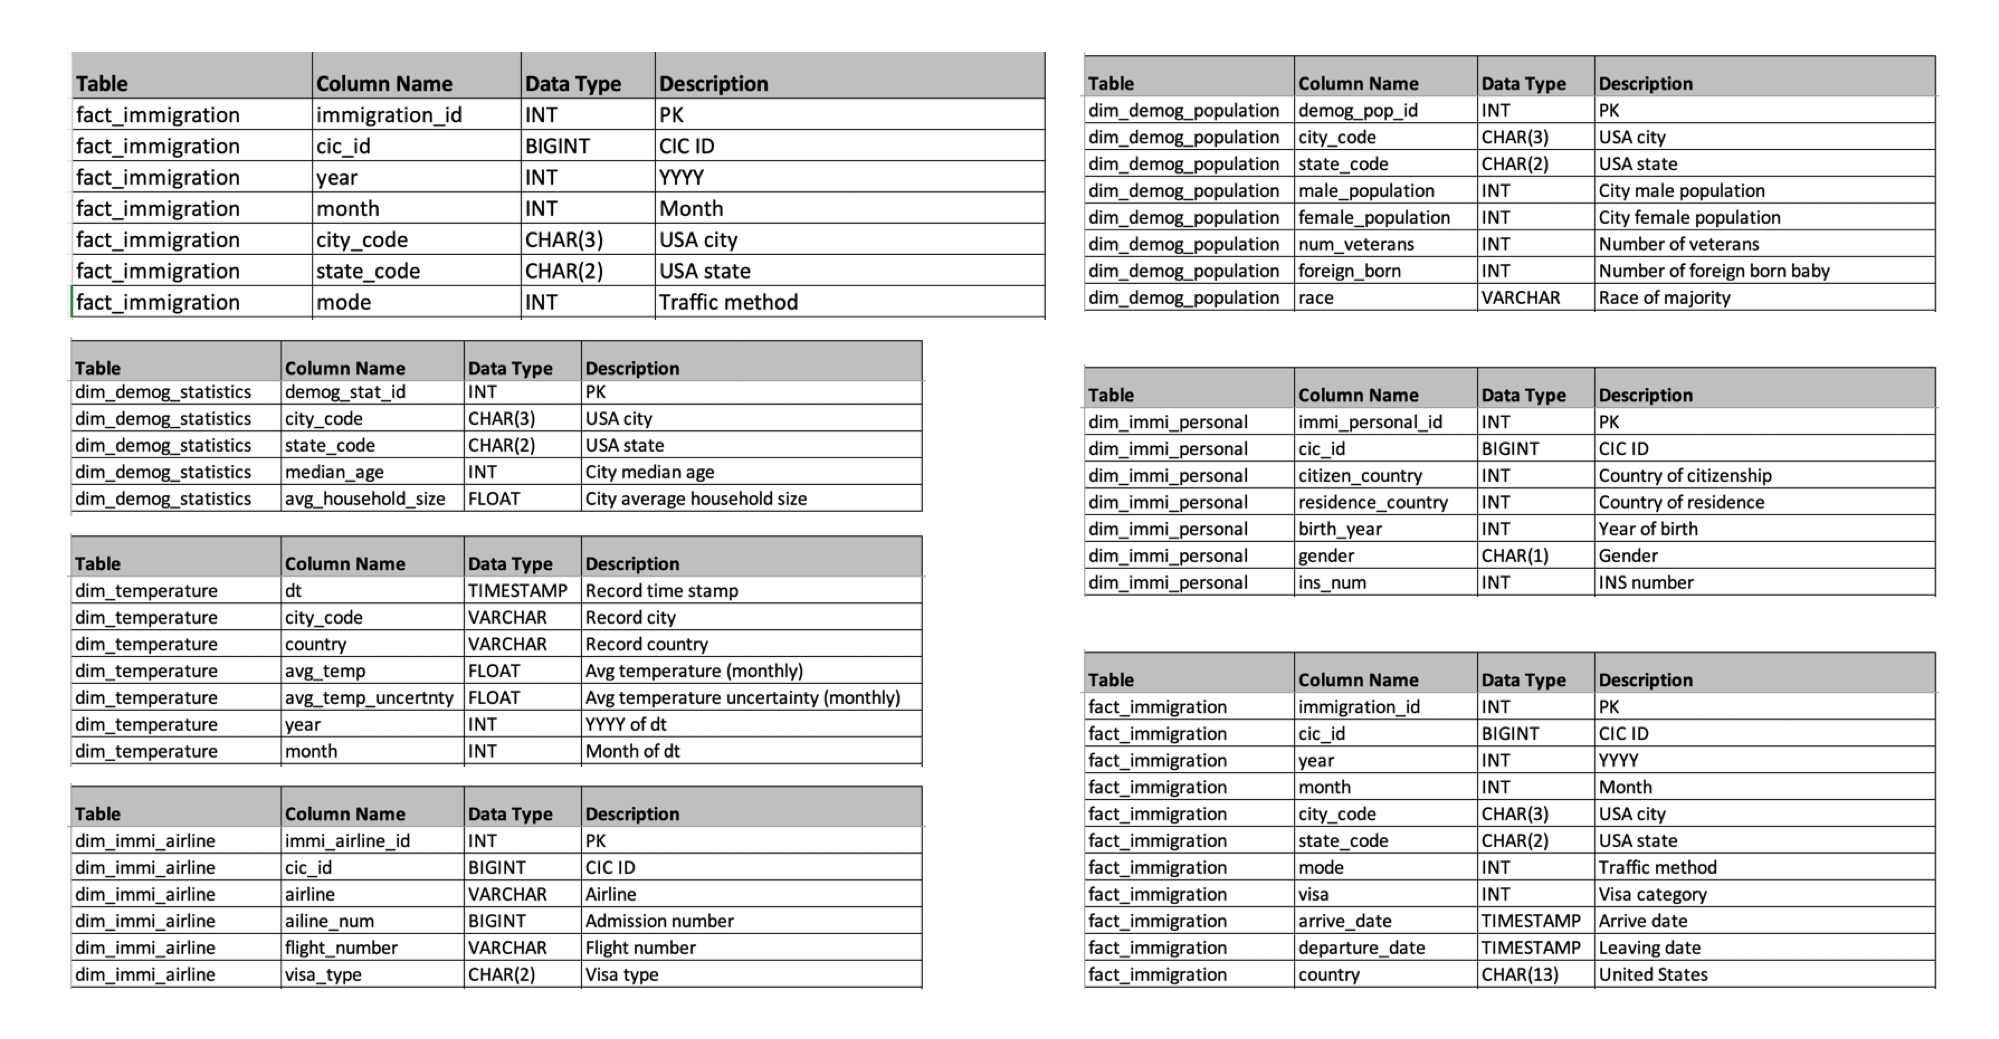 Table Column Name Data Type Description
fact_immigration immigration_id INT PK
fact_immigration cic_id BIGINT CIC ID
fact_immigration year INT YYYY
fact_immigration month INT Month
fact_immigration city_code CHAR(3) USA city
fact_immigration state_code CHAR(2) USA state
fact_immigration mode INT Traffic method
Table Column Name Data Type Description
dim_demog_statistics demog_stat_id INT PK
dim_demog_statistics city_code CHAR(3) USA city
dim_demog_statistics state_code CHAR(2) USA state
dim_demog_statistics median_age INT City median age
dim_demog_statistics avg_household_size FLOAT City average household size
Table Column Name Data Type Description
dim_temperature dt TIMESTAMP Record time stamp
dim_temperature city_code VARCHAR Record city
dim_temperature country VARCHAR Record country
dim_temperature avg_temp FLOAT Avg temperature (monthly)
dim_temperature avg_temp_uncertnty FLOAT Avg temperature uncertainty (monthly)
dim_temperature year INT YYYY of dt
dim_temperature month INT Month of dt
Table Column Name Data Type Description
dim_immi_airline immi_airline_id INT PK
dim_immi_airline cic_id BIGINT CIC ID
dim_immi_airline airline VARCHAR Airline
dim_immi_airline ailine_num BIGINT Admission number
dim_immi_airline flight_number VARCHAR Flight number
dim_immi_airline visa_type CHAR(2) Visa type
Table Column Name Data Type Description
dim_demog_population demog_pop_id INT PK
dim_demog_population city_code CHAR(3) USA city
dim_demog_population state_code CHAR(2) USA state
dim_demog_population male_population INT City male population
dim_demog_population female_population INT City female population
dim_demog_population num_veterans INT Number of veterans
dim_demog_population foreign_born INT Number of foreign born baby
dim_demog_population race VARCHAR Race of majority
Table Column Name Data Type Description
dim_immi_personal immi_personal_id INT PK
dim_immi_personal cic_id BIGINT CIC ID
dim_immi_personal citizen_country INT Country of citizenship
dim_immi_personal residence_country INT Country of residence
dim_immi_personal birth_year INT Year of birth
dim_immi_personal gender CHAR(1) Gender
dim_immi_personal ins_num INT INS number
Table Column Name Data Type Description
fact_immigration immigration_id INT PK
fact_immigration cic_id BIGINT CIC ID
fact_immigration year INT YYYY
fact_immigration month INT Month
fact_immigration city_code CHAR(3) USA city
fact_immigration state_code CHAR(2) USA state
fact_immigration mode INT Traffic method
fact_immigration visa INT Visa category
fact_immigration arrive_date TIMESTAMP Arrive date
fact_immigration departure_date TIMESTAMP Leaving date
fact_immigration country CHAR(13) United States